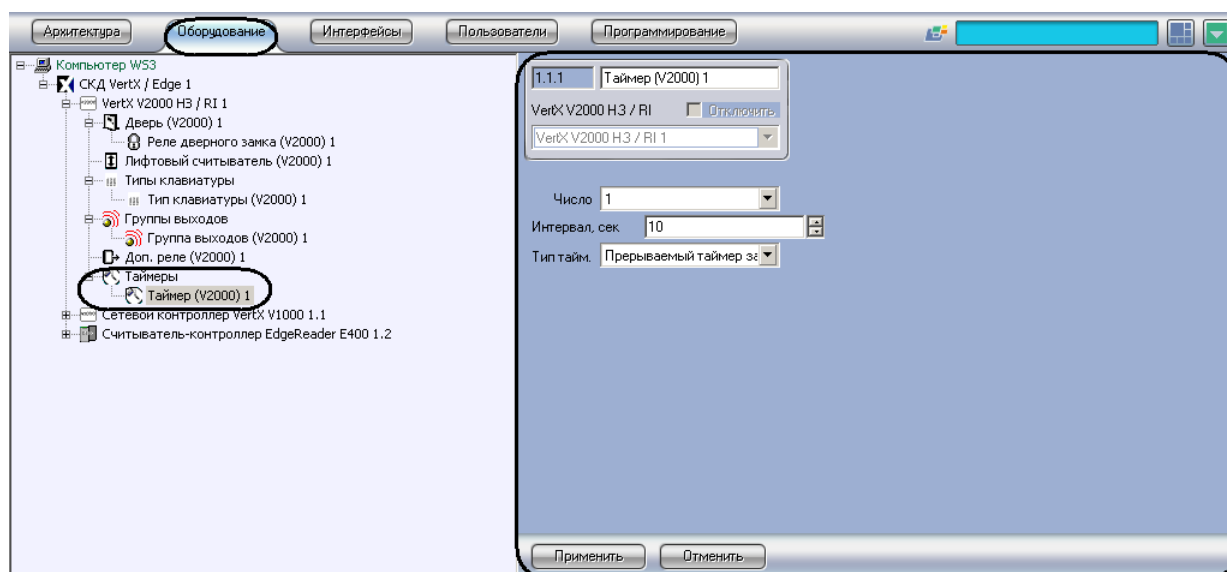 Архитектура Оборудование Интерфейсы Пользователи Программирование
Компьютер WS3
СКД VertX / Edge 1
VertX V2000 НЗ / RI 1
Дверь (V2000) 1
Реле дверного замка (V2000) 1
Лифтовый считыватель (V2000) 1
Типы клавиатуры
Тип клавиатуры (V2000) 1
Группы выходов
Группа выходов (V2000) 1
Доп. реле (V2000) 1
Таймеры
Таймер (V2000) 1
Сетевой контроллер VertX V1000 1.1
Считыватель-контроллер EdgeReader E400 1.2
1.1.1 Таймер (V2000) 1
VertX V2000 НЗ / RI Отключить
VertX V2000 НЗ / RI 1
Число 1
Интервал, сек 10
Тип тайм. Прерываемый таймер за
Применить Отменить